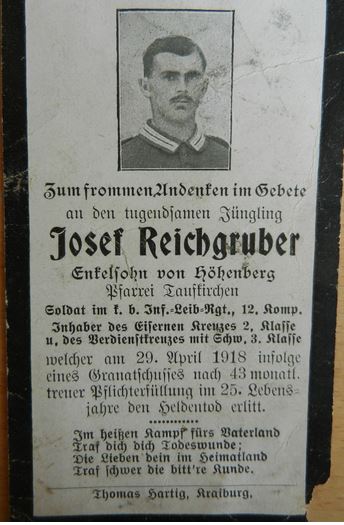 Zum frommen Andenken im Gebete
an den tugendsamen Jüngling
Josef Reichgruber
Enkelsohn von Höhenberg
Pfarrei Taufkirchen
Soldat im k. b. Inf.-Leib-Rgt., 12. Komp.
Inhaber des Eisernen Kreuzes 2. Klasse
u. des Verdienstkreuzes mit Schw. 3. Klasse
welcher am 29. April 1918 infolge
eines Granatschusses nach 43 monatl.
treuer Pflichterfüllung im 25. Lebens-
jahre den Heldentod erlitt.
Im heißen Kampf fürs Vaterland
Traf dich dich Todeswunde;
Die Lieben dein im Heimatland
Traf schwer die bitt're Kunde.
Thomas Hartig, Kraiburg.